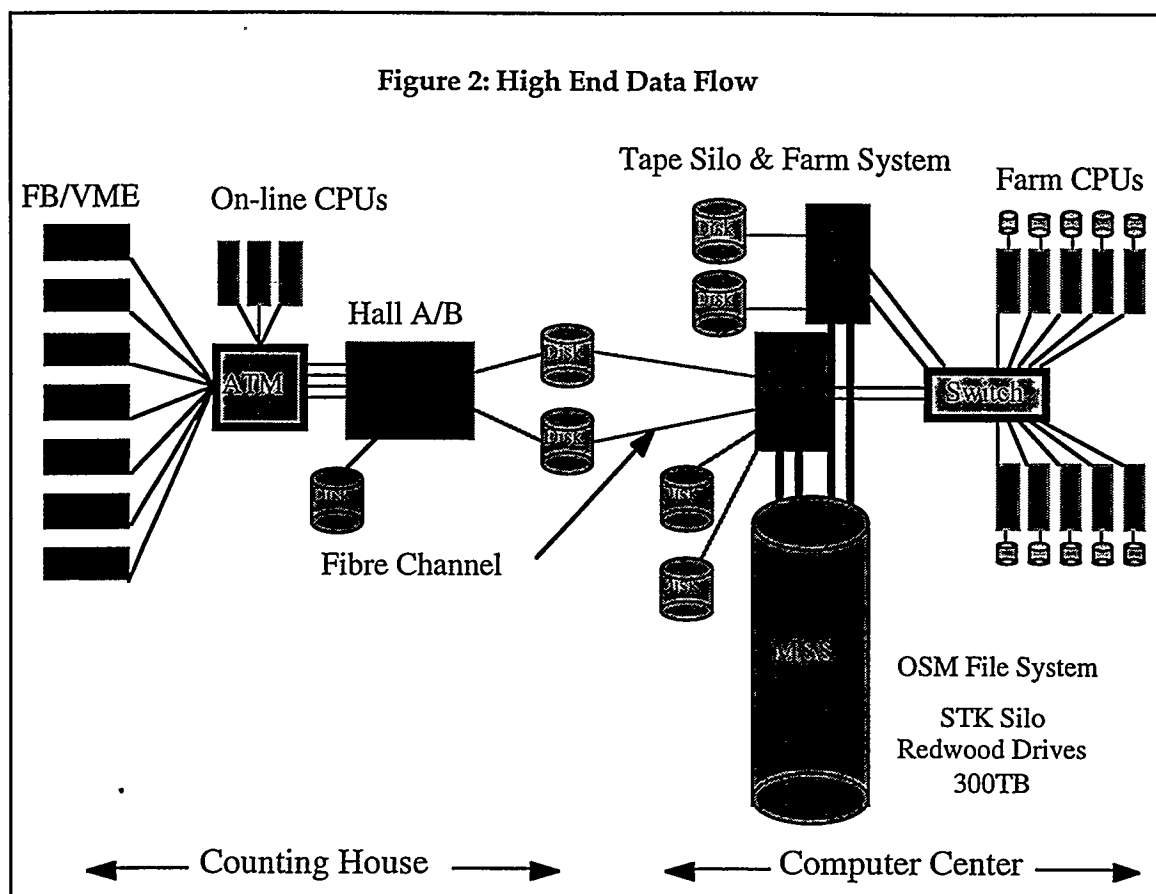 Figure 2: High End Data Flow
Tape Silo & Farm System
FB/VME
On-line CPUs
Farm CPUs
Disk
Disk
Hall A/B
ATM
Disk
Switch
Disk
Disk
Disk
Fibre Channel
Disk
MSS
OSM File System
STK Silo
Redwood Drives
300TB
Counting House
Computer Center